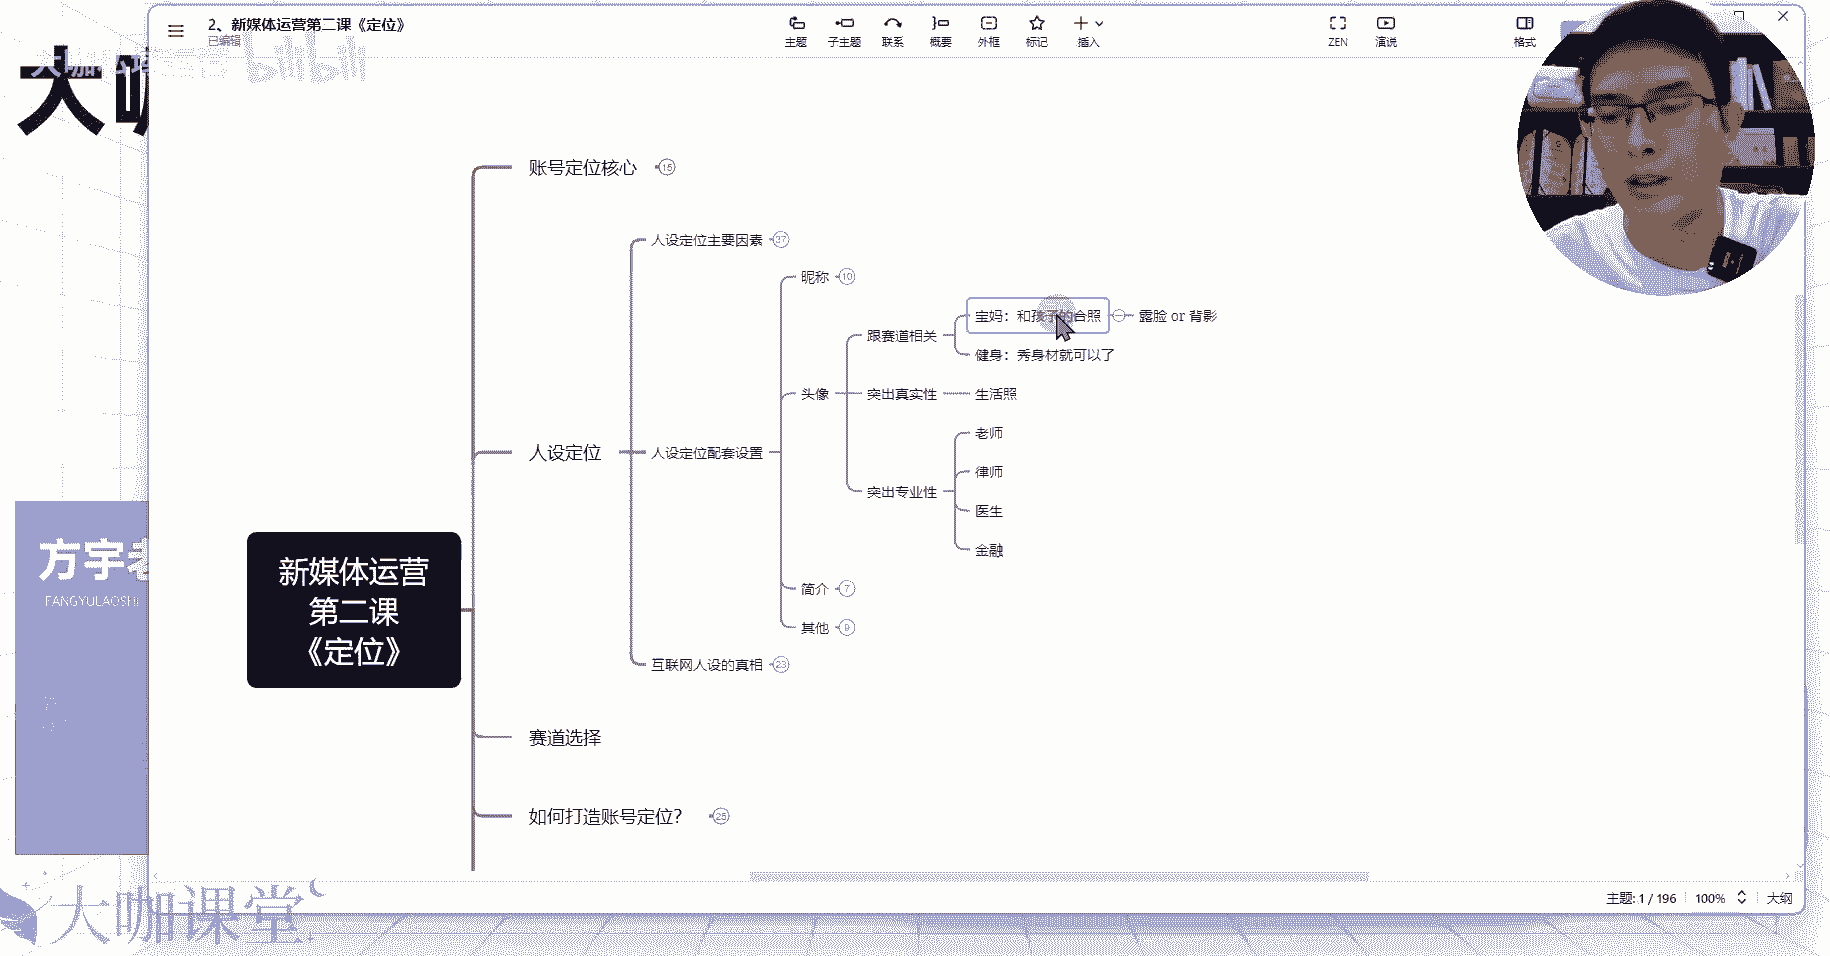 2、新媒体运营第二课《定位》
已编辑
主题
子主题
联系
概要
外框
标记
插入
ZEN
演说
格式
bilibili
大咖
账号定位核心
15
人设定位主要因素
37
昵称
10
宝妈：和孩子的合照
露脸 or 背影
跟赛道相关
健身：秀身材就可以了
头像
突出真实性
生活照
老师
人设定位
人设定位配套设置
律师
突出专业性
医生
金融
方宇老
FANGYULAOSHI
新媒体运营
第二课
《定位》
简介
7
其他
9
互联网人设的真相
23
赛道选择
如何打造账号定位？
25
大咖课堂
主题: 1 / 196
100%
大纲